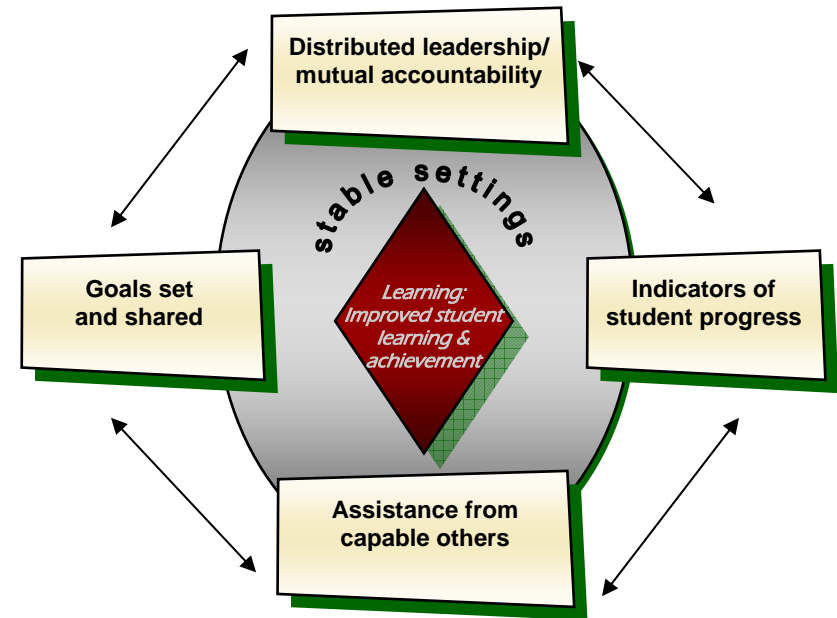 Distributed leadership/
mutual accountability
stable settings
Goals set
and shared
Learning:
Improved student
learning &
achievement
Indicators of
student progress
Assistance from
capable others